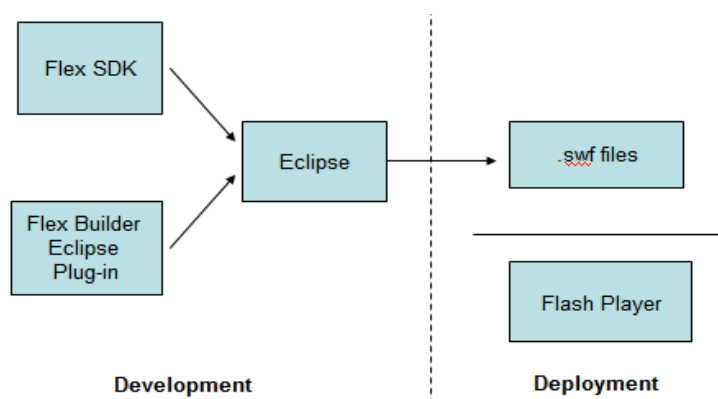 Flex SDK
Flex Builder
Eclipse
Plug-in
Eclipse
.swf files
Flash Player
Development
Deployment